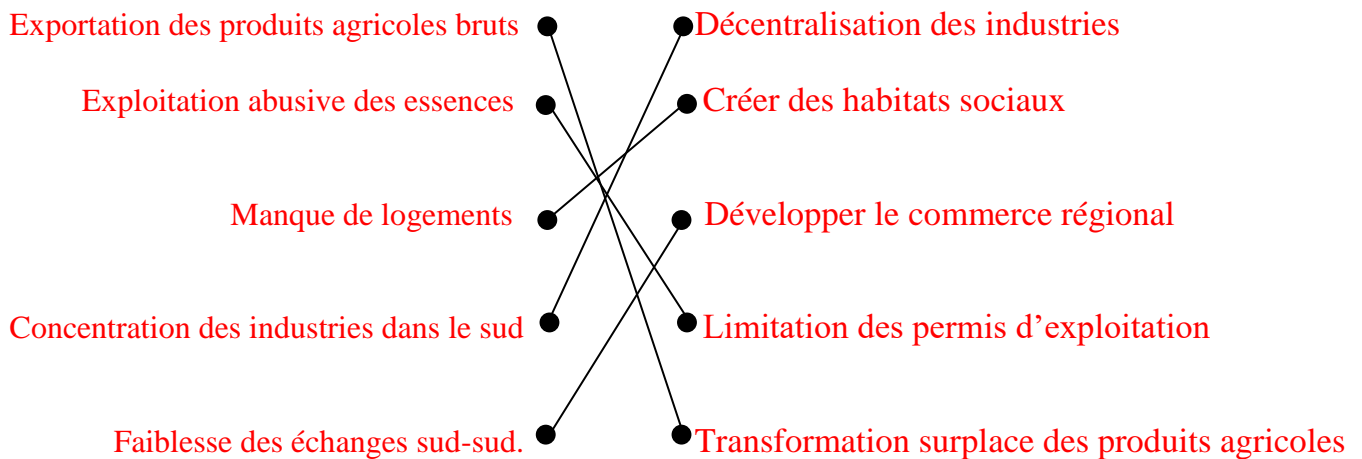 Exportation des produits agricoles bruts
Décentralisation des industries
Exploitation abusive des essences
Créer des habitats sociaux
Manque de logements
Développer le commerce régional
Concentration des industries dans le sud
Limitation des permis d’exploitation
Faiblesse des échanges sud-sud.
Transformation surplace des produits agricoles